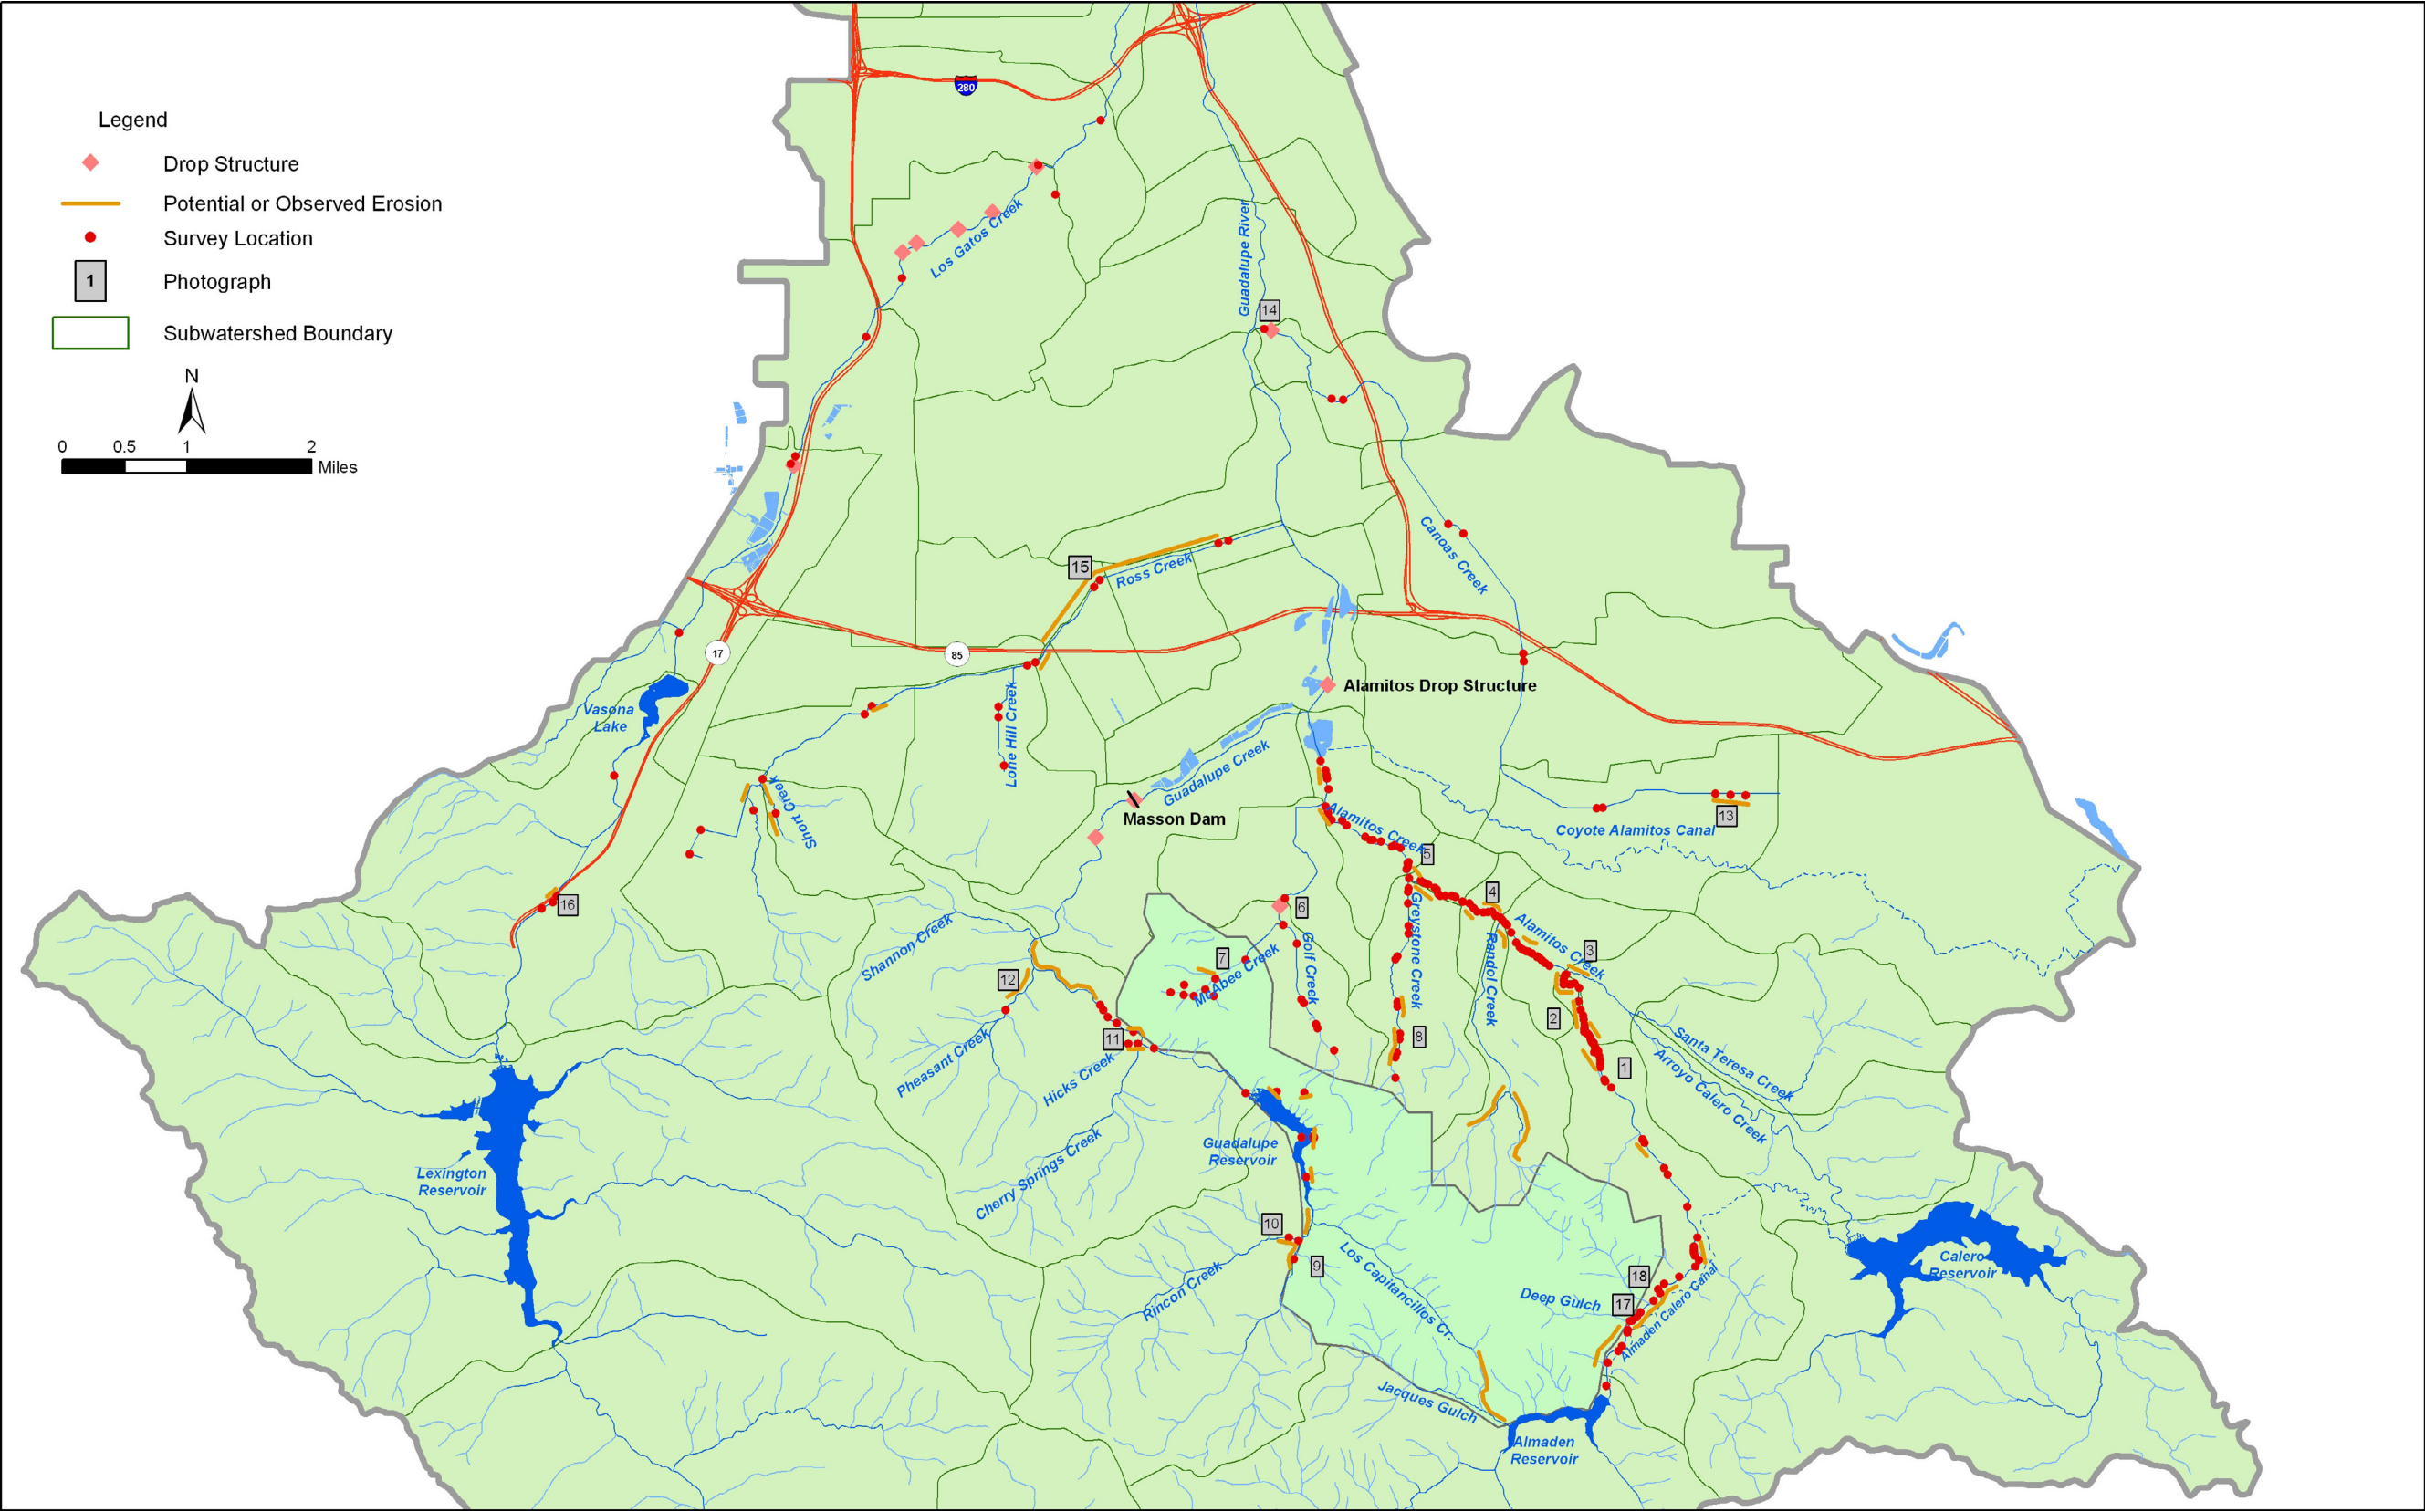 280
Legend
Drop Structure
Potential or Observed Erosion
Survey Location
1
Photograph
Subwatershed Boundary
N
0
0.5
1
2
Miles
Los Gatos Creek
Guadalupe River
14
Canoas Creek
15
Ross Creek
17
85
Vasona
Lake
Lone Hill Creek
Alamitos Drop Structure
Guadalupe Creek
Masson Dam
Short Creek
Alamitos Creek
Coyote Alamitos Canal
13
5
16
4
6
Shannon Creek
Golf Creek
Greystone Creek
Randol Creek
Alamitos Creek
3
7
McAbee Creek
12
2
11
8
1
Pheasant Creek
Hicks Creek
Santa Teresa Creek
Arroyo Calero Creek
Cherry Springs Creek
Guadalupe
Reservoir
Lexington
Reservoir
10
9
Rincon Creek
Los Capitancillos Cr.
Calero
Reservoir
18
Deep Gulch
17
Almaden Calero Canal
Jacques Gulch
Almaden
Reservoir